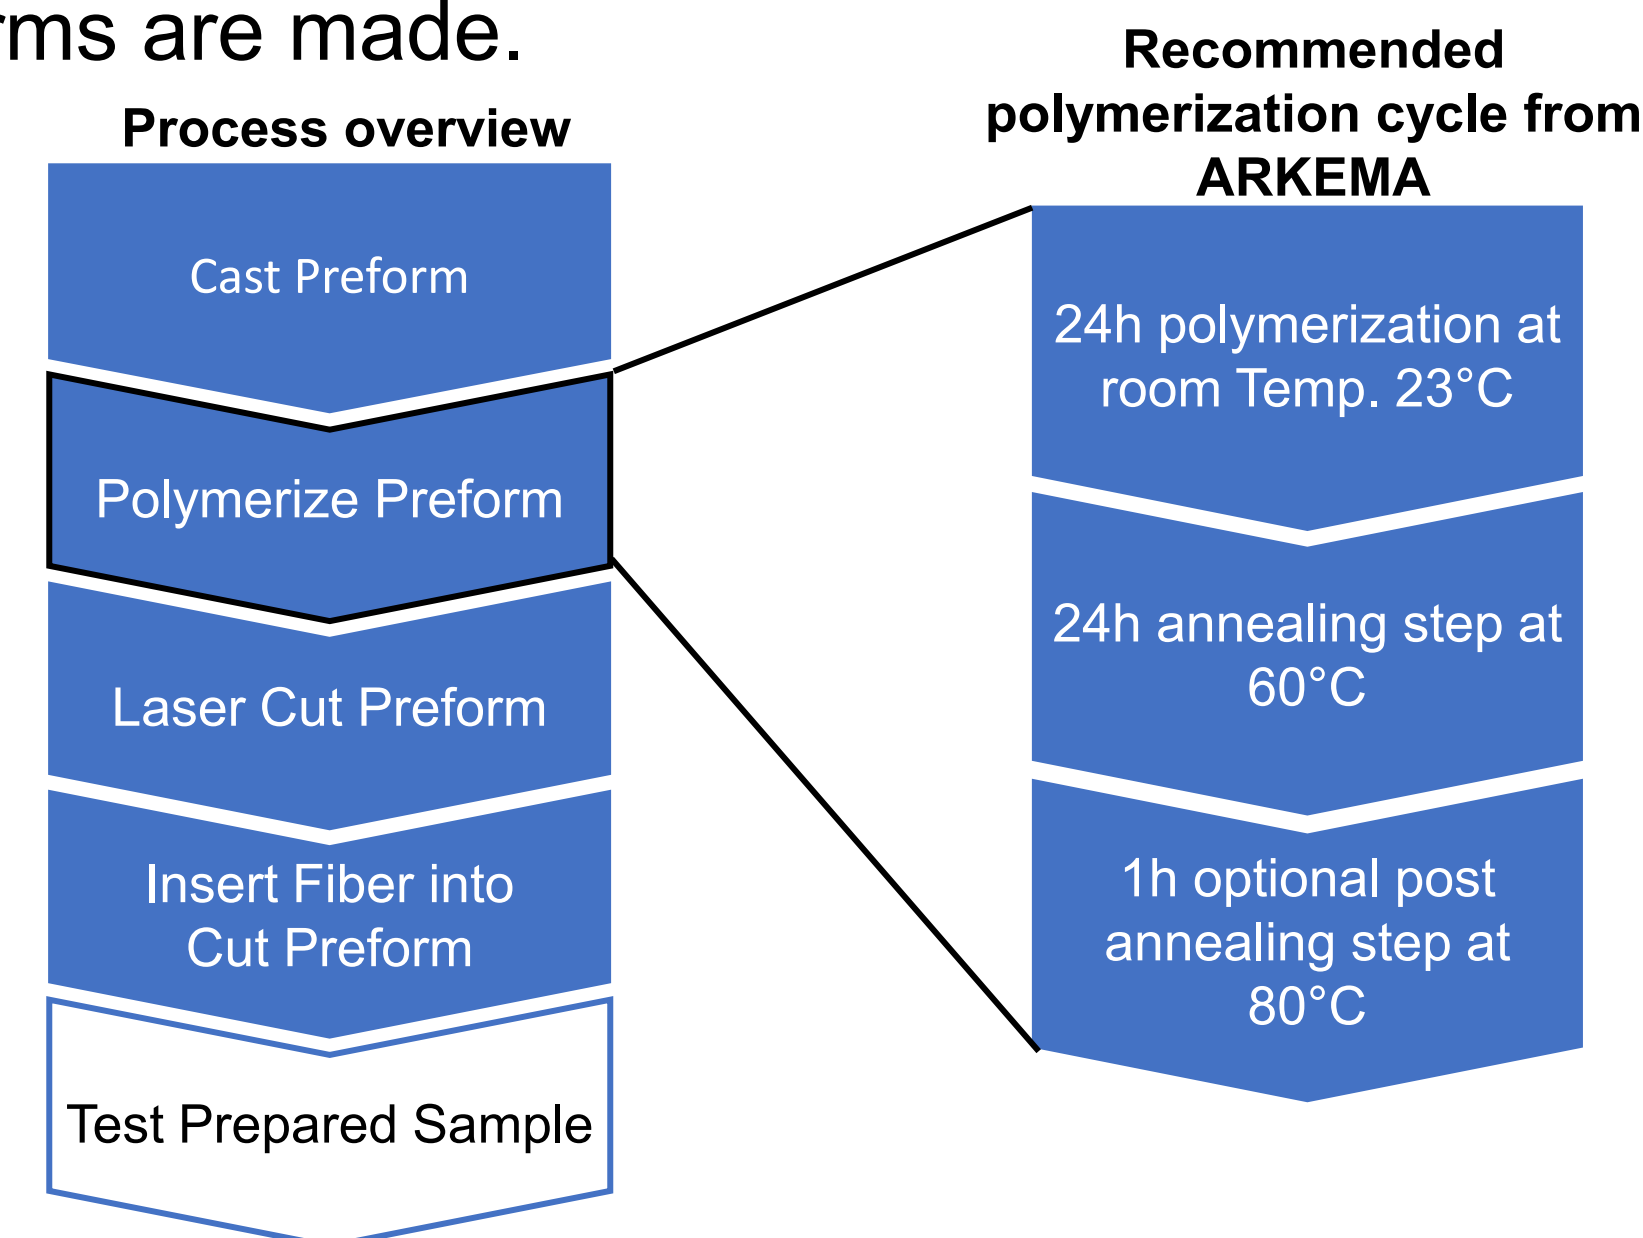 are made.
Process overview
Cast Preform
Polymerize Preform
Laser Cut Preform
Insert Fiber into
Cut Preform
Test Prepared Sample
Recommended
polymerization cycle from
ARKEMA
24h polymerization at
room Temp. 23°C
24h annealing step at
60°C
1h optional post
annealing step at
80°C